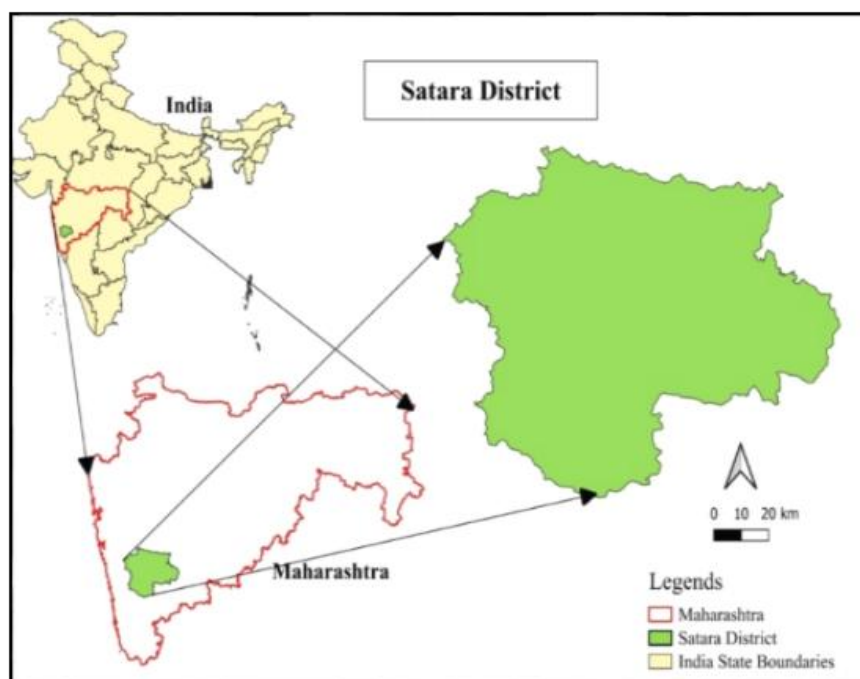 Satara District
India
Maharashtra
0 10 20 km
Legends
Maharashtra
Satara District
India State Boundaries